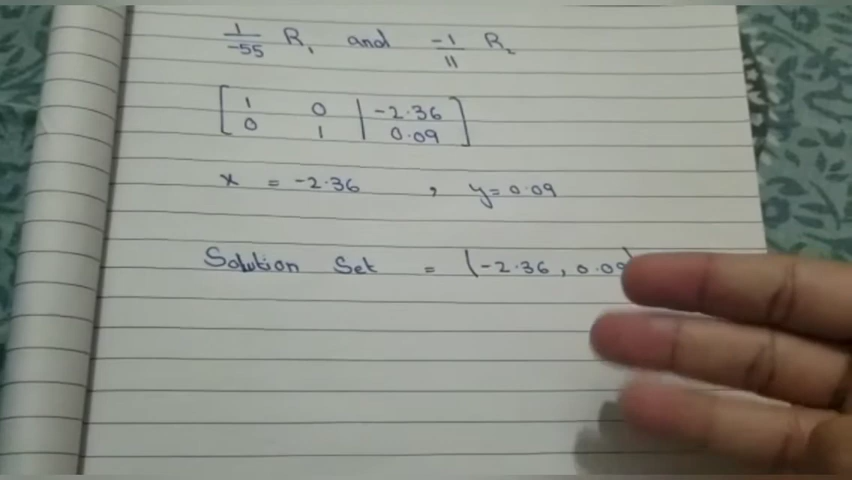 1/-55 R₁ and -1/11 R₂
[ 1 0 | -2.36 ]
[ 0 1 | 0.09 ]
x = -2.36 , y = 0.09
Solution Set = (-2.36, 0.09)